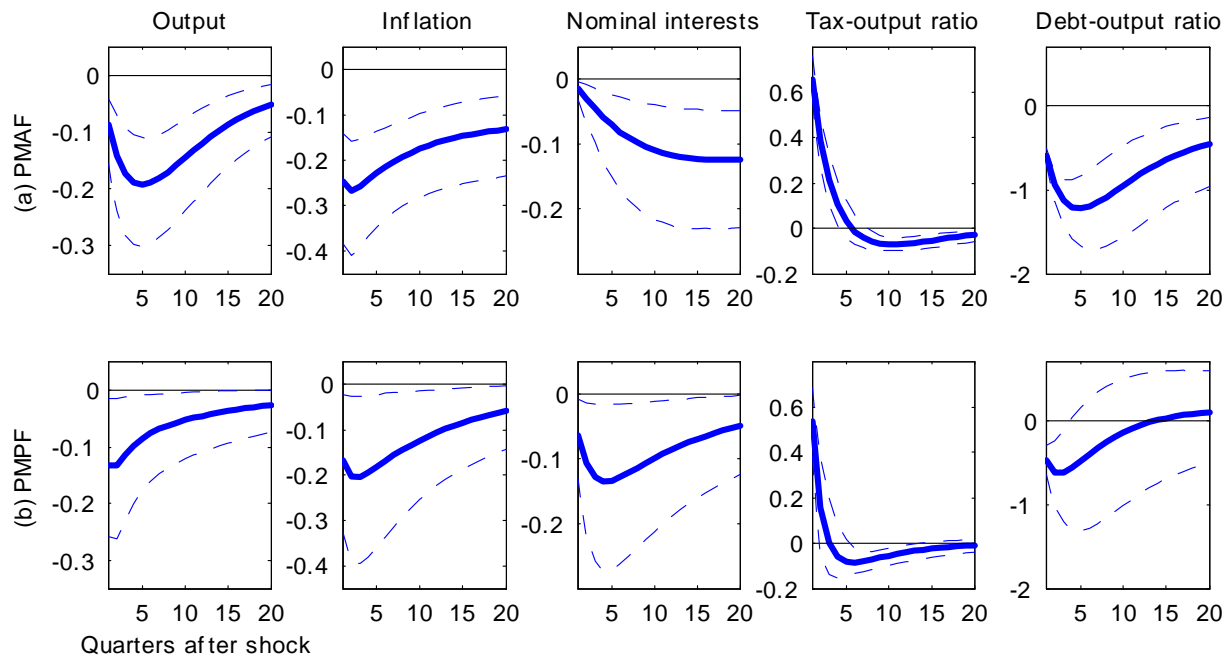 Output Inflation Nominal interests Tax-output ratio Debt-output ratio
(a) PMAF
0 -0.1 -0.2 -0.3
5 10 15 20
0 -0.1 -0.2 -0.3 -0.4
5 10 15 20
0 -0.1 -0.2
5 10 15 20
0.6 0.4 0.2 0 -0.2
5 10 15 20
0 -1 -2
5 10 15 20
(b) PMPF
0 -0.1 -0.2 -0.3
5 10 15 20
0 -0.1 -0.2 -0.3 -0.4
5 10 15 20
0 -0.1 -0.2
5 10 15 20
0.6 0.4 0.2 0 -0.2
5 10 15 20
0 -1 -2
5 10 15 20
Quarters after shock